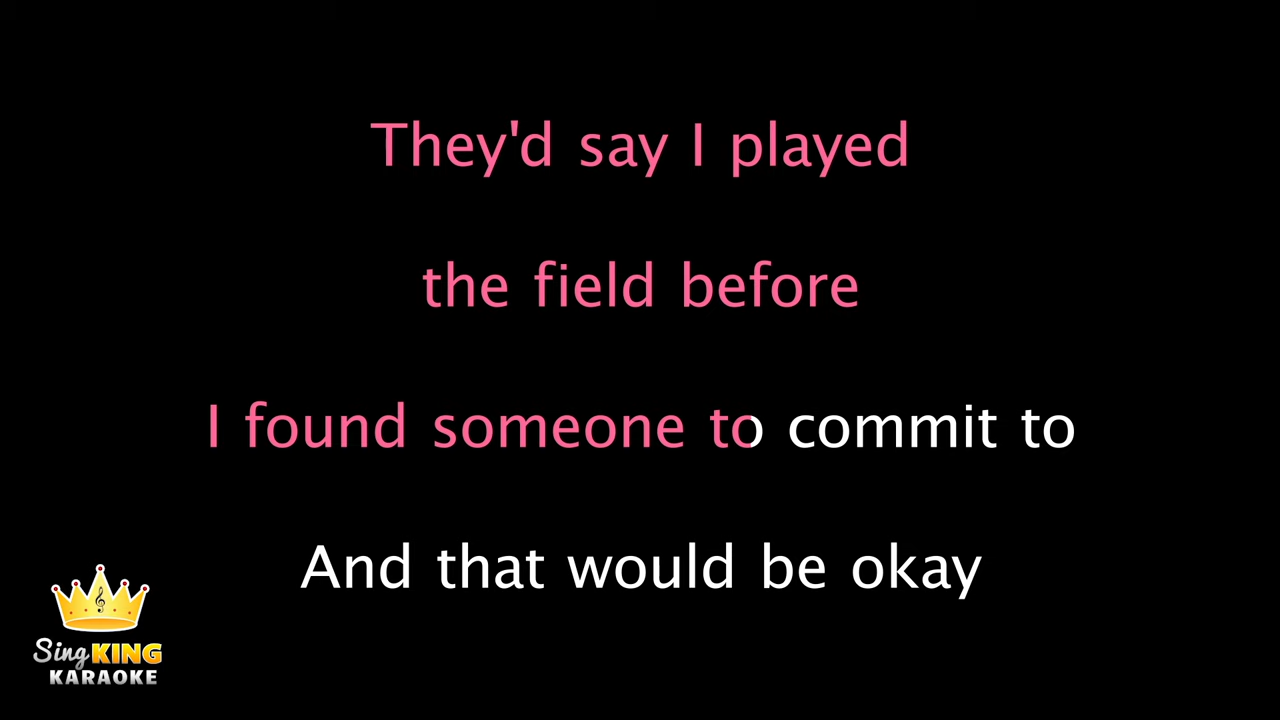 They'd say I played
the field before
I found someone to commit to
And that would be okay
Sing KING
KARAOKE